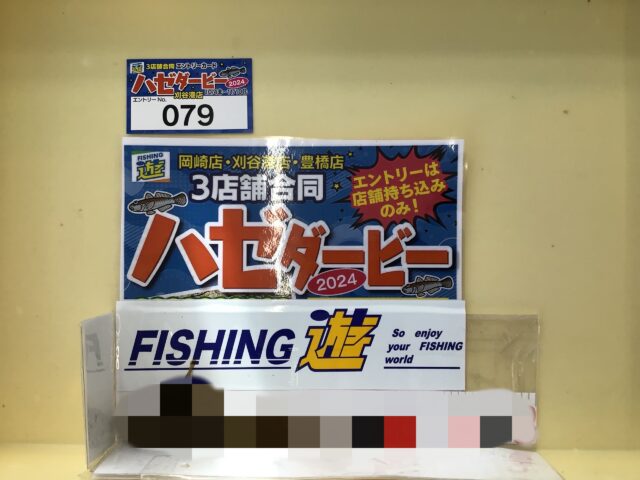 3店舗合同 エントリーカード
ハゼダービー
2024
刈谷港店
エントリーNo.
079
FISHING
遊
岡崎店・刈谷港店・豊橋店
3店舗合同
エントリーは
店舗持ち込み
のみ!
ハゼダービー
2024
FISHING 遊
So enjoy
your FISHING
world